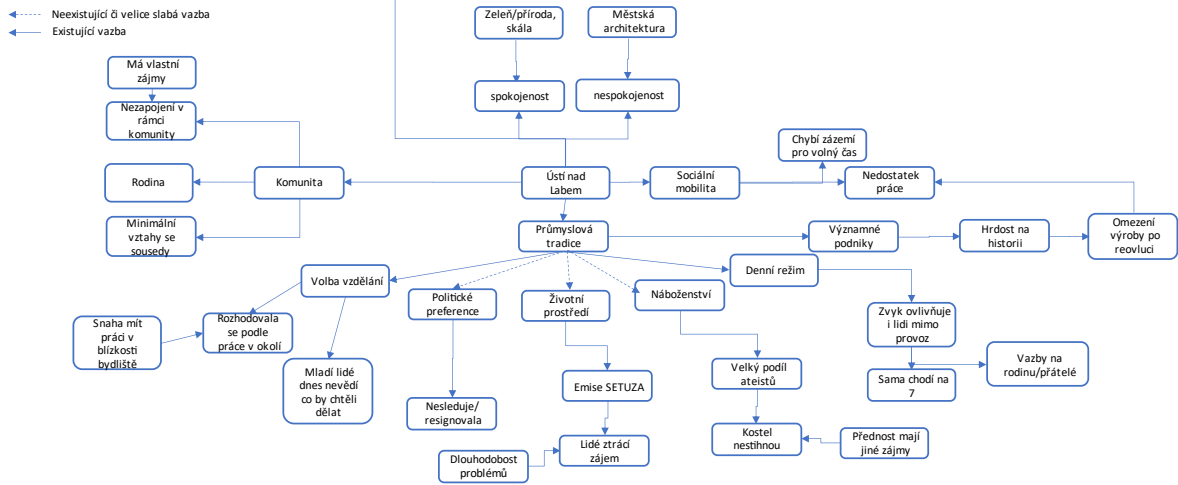 Neexistující či velice slabá vazba
Existující vazba
Zeleň/příroda,
skála
Městská
architektura
Má vlastní
zájmy
spokojenost
nespokojenost
Nezapojení v
rámci
komunity
Chybí zázemí
pro volný čas
Rodina
Komunita
Ústí nad
Labem
Sociální
mobilita
Nedostatek
práce
Minimální
vztahy se
sousedy
Průmyslová
tradice
Významné
podniky
Hrdost na
historii
Omezení
výroby po
reovluci
Volba vzdělání
Politické
preference
Životní
prostředí
Náboženství
Denní režim
Snaha mít
práci v
blízkosti
bydliště
Rozhodovala
se podle
práce v okolí
Zvyk ovlivňuje
i lidi mimo
provoz
Mladí lidé
dnes nevědí
co by chtěli
dělat
Nesleduje/
resignovala
Emise SETUZA
Velký podíl
ateistů
Sama chodí na
7
Vazby na
rodinu/přátelé
Dlouhodobost
problémů
Lidé ztrácí
zájem
Kostel
nestihnou
Přednost mají
jiné zájmy